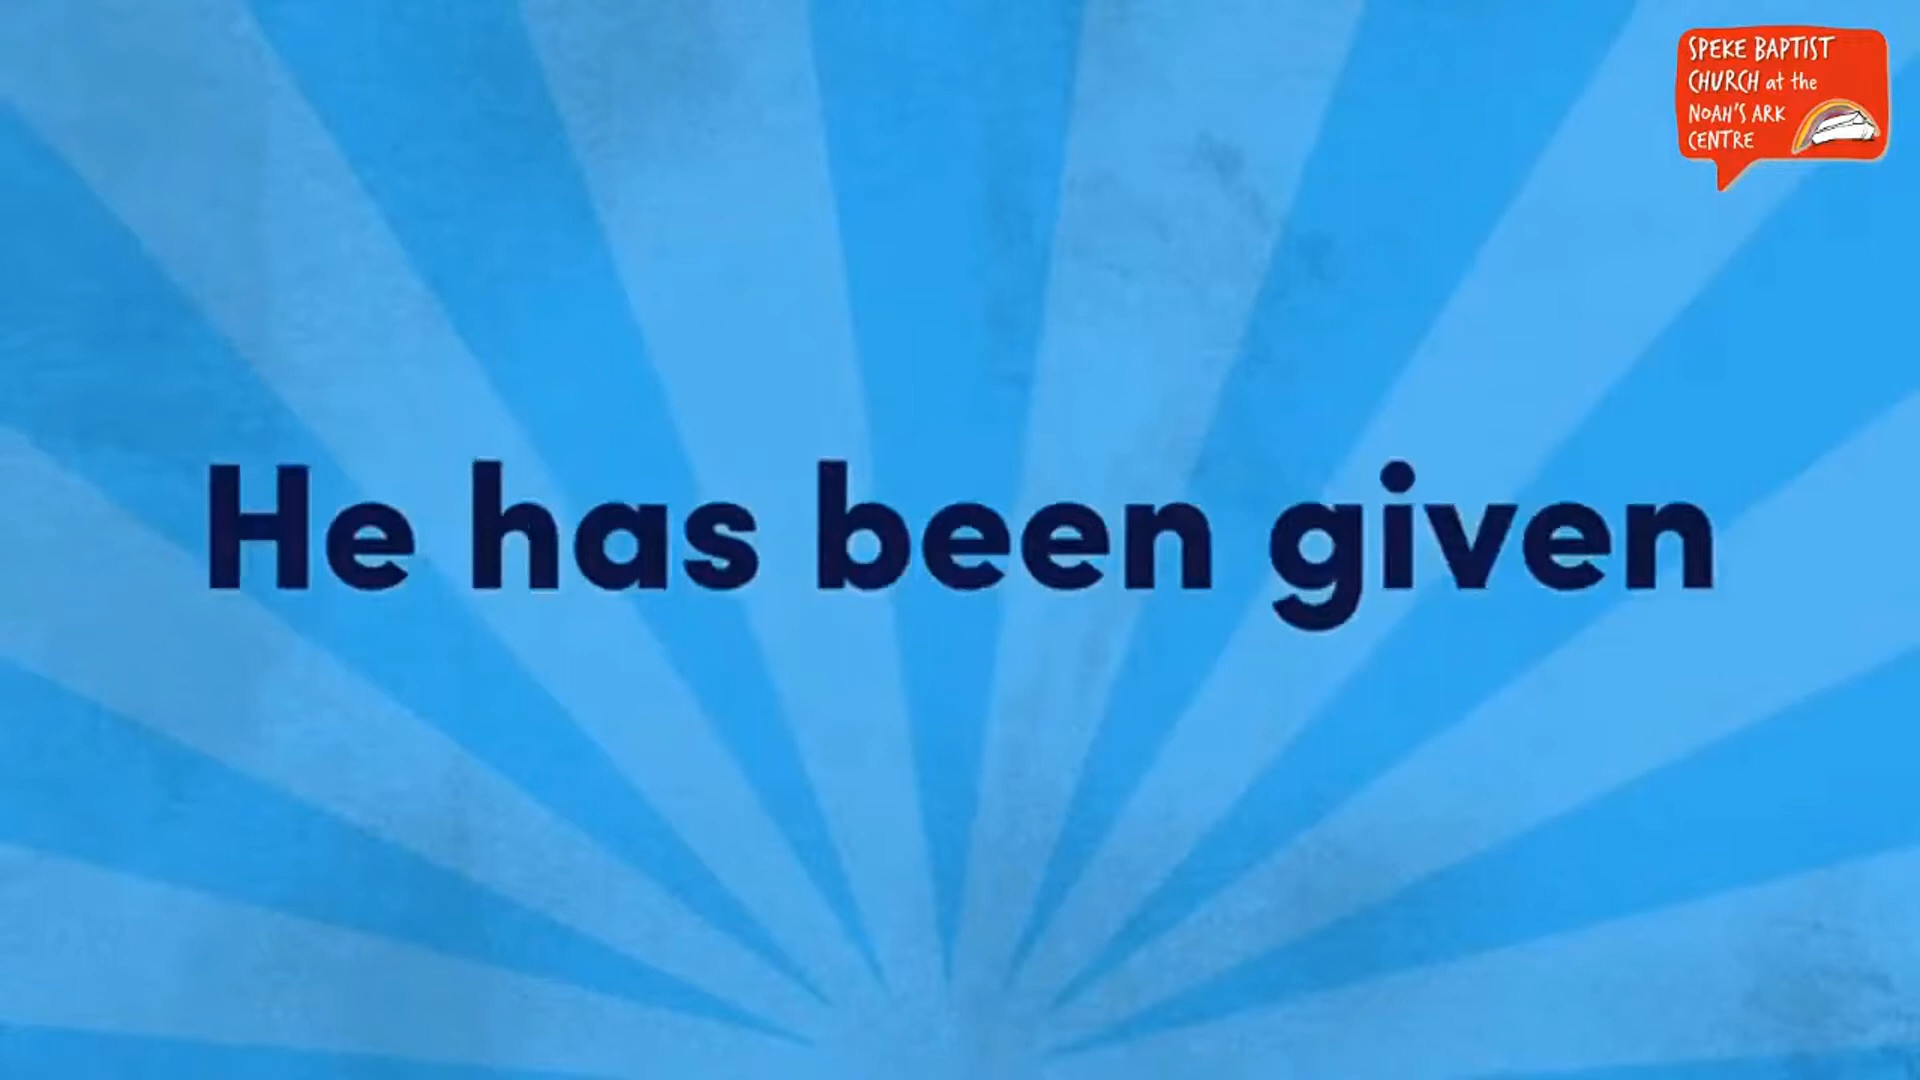 SPEKE BAPTIST
CHURCH at the
NOAH'S ARK
CENTRE
He has been given